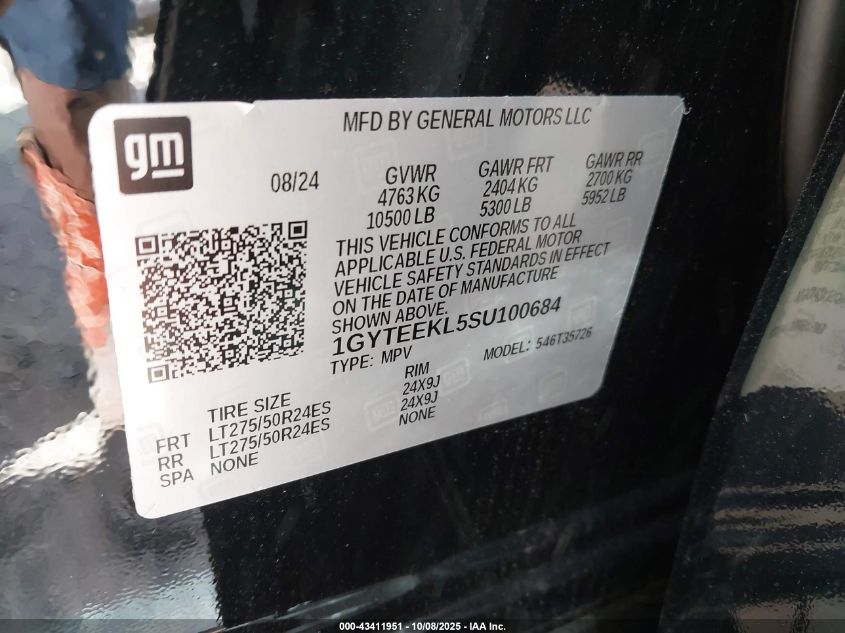 gm
MFD BY GENERAL MOTORS LLC
08/24
GVWR GAWR FRT GAWR RR
4763 KG 2404 KG 2700 KG
10500 LB 5300 LB 5952 LB
THIS VEHICLE CONFORMS TO ALL
APPLICABLE U.S. FEDERAL MOTOR
VEHICLE SAFETY STANDARDS IN EFFECT
ON THE DATE OF MANUFACTURE
SHOWN ABOVE.
1GYTEEKL5SU100684
TYPE: MPV MODEL: 546T35726
TIRE SIZE RIM
FRT LT275/50R24ES 24X9J
RR LT275/50R24ES 24X9J
SPA NONE NONE
000-43411951 - 10/08/2025 - IAA Inc.